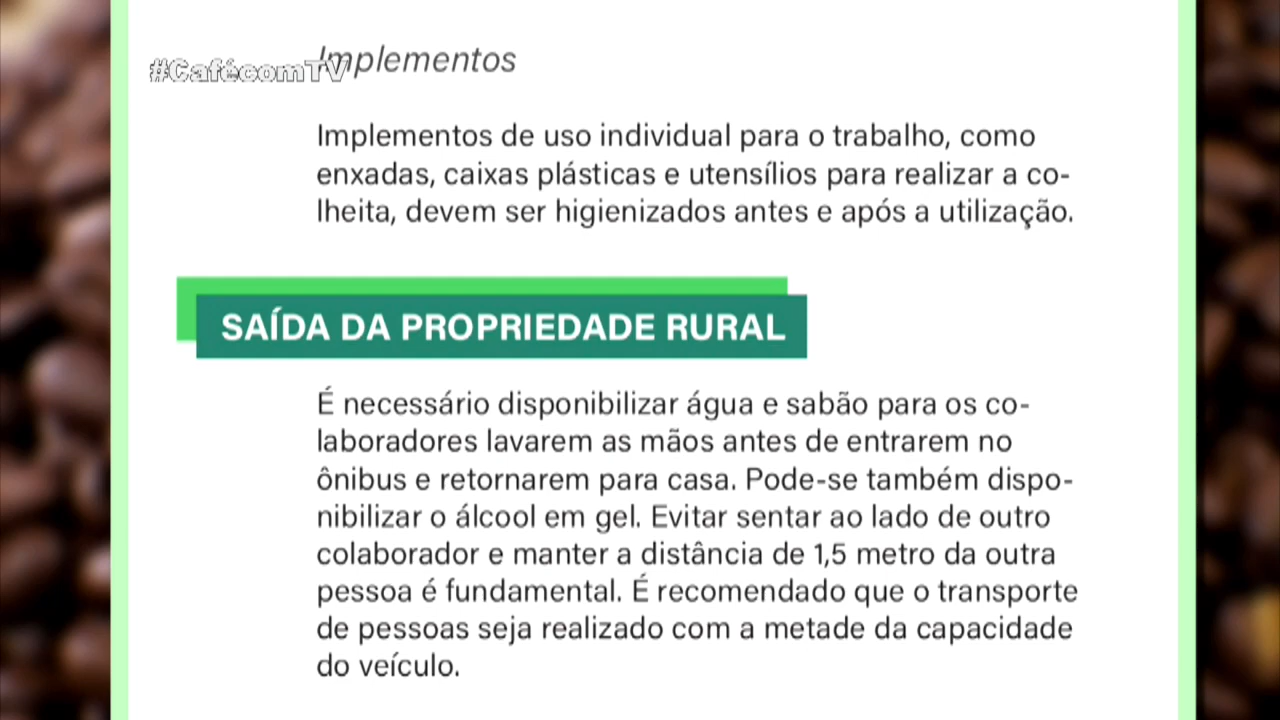 Implementos
#CafécomTV
Implementos de uso individual para o trabalho, como
enxadas, caixas plásticas e utensílios para realizar a co-
lheita, devem ser higienizados antes e após a utilização.
SAÍDA DA PROPRIEDADE RURAL
É necessário disponibilizar água e sabão para os co-
laboradores lavarem as mãos antes de entrarem no
ônibus e retornarem para casa. Pode-se também dispo-
nibilizar o álcool em gel. Evitar sentar ao lado de outro
colaborador e manter a distância de 1,5 metro da outra
pessoa é fundamental. É recomendado que o transporte
de pessoas seja realizado com a metade da capacidade
do veículo.